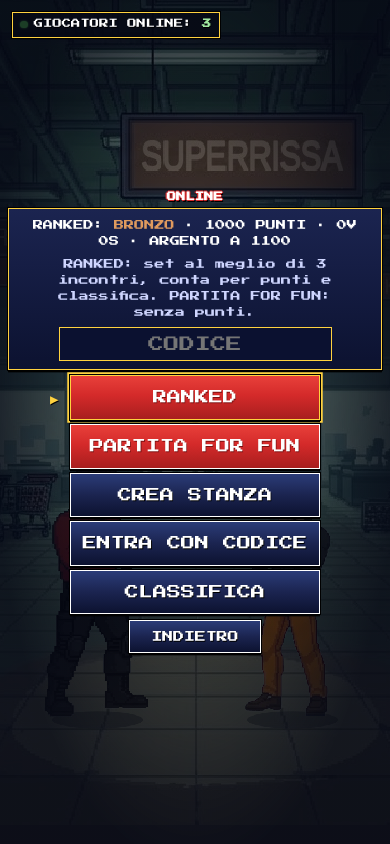 GIOCATORI ONLINE: 3
SUPERRISSA
ONLINE
RANKED: BRONZO · 1000 PUNTI · 0V
0S · ARGENTO A 1100
RANKED: set al meglio di 3
incontri, conta per punti e
classifica. PARTITA FOR FUN:
senza punti.
CODICE
RANKED
PARTITA FOR FUN
CREA STANZA
ENTRA CON CODICE
CLASSIFICA
INDIETRO